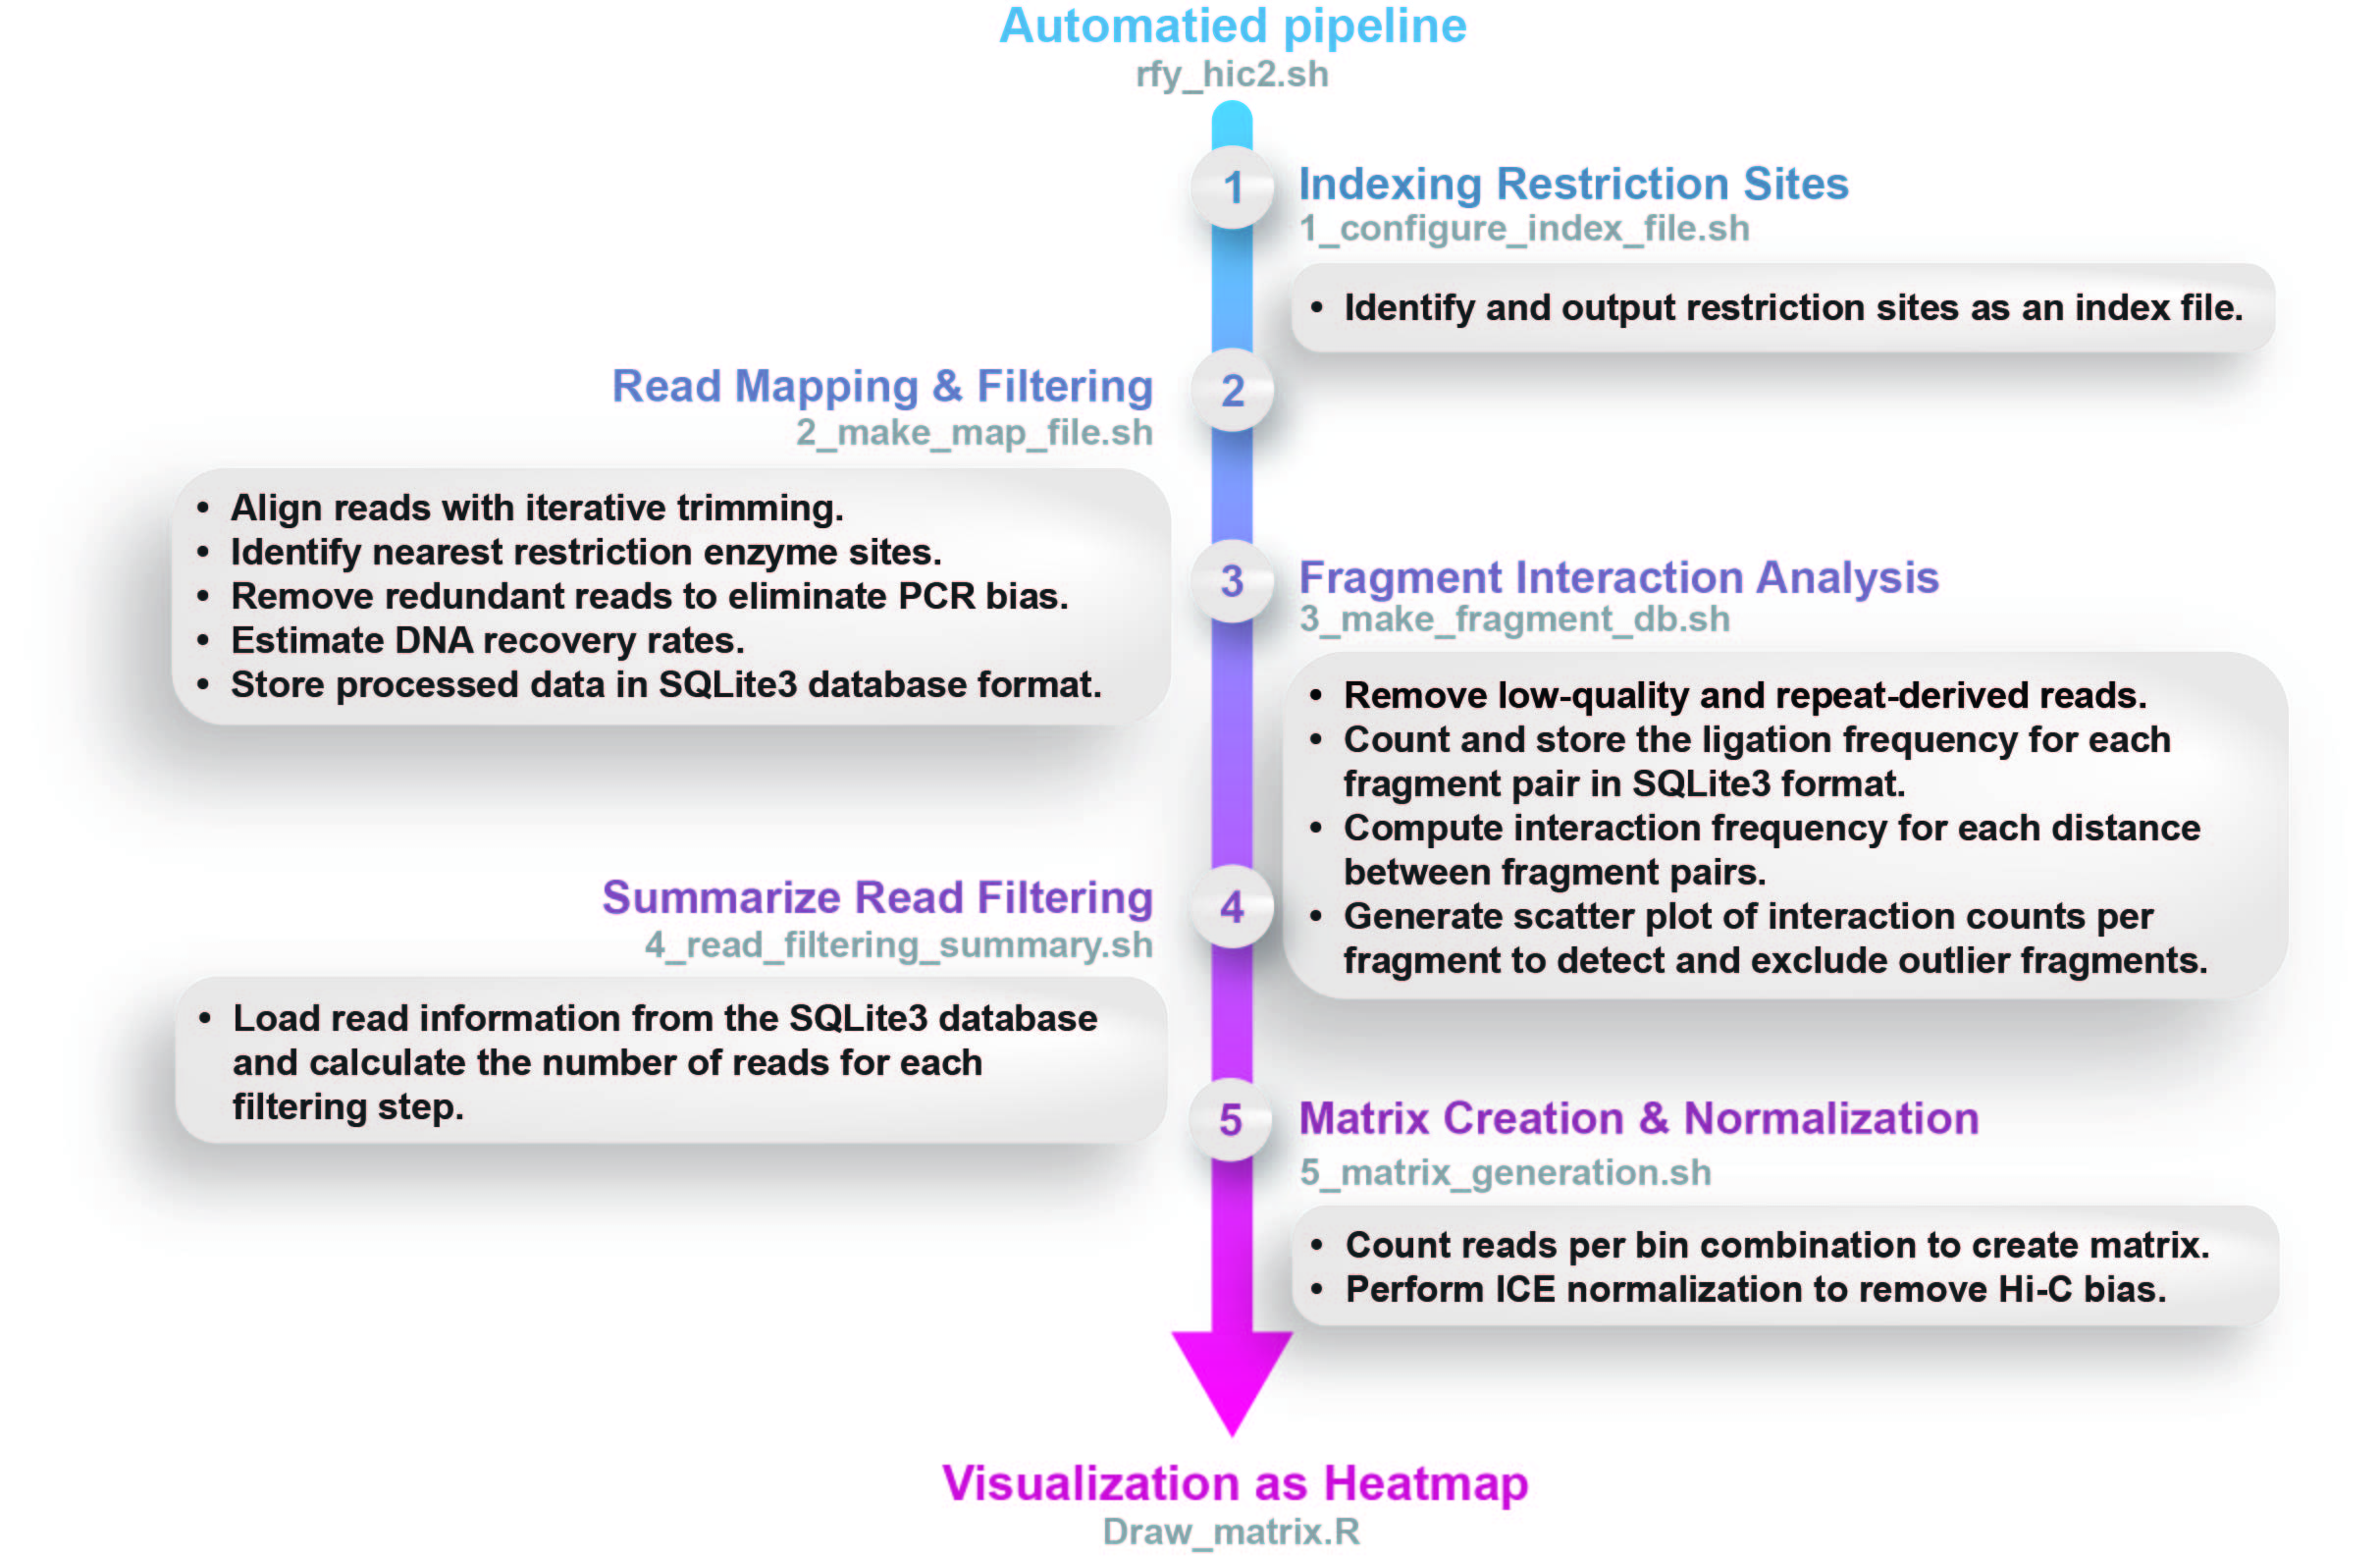 Automatied pipeline
rfy_hic2.sh
1
Indexing Restriction Sites
1_configure_index_file.sh
• Identify and output restriction sites as an index file.
2
Read Mapping & Filtering
2_make_map_file.sh
• Align reads with iterative trimming.
• Identify nearest restriction enzyme sites.
• Remove redundant reads to eliminate PCR bias.
• Estimate DNA recovery rates.
• Store processed data in SQLite3 database format.
3
Fragment Interaction Analysis
3_make_fragment_db.sh
• Remove low-quality and repeat-derived reads.
• Count and store the ligation frequency for each
fragment pair in SQLite3 format.
• Compute interaction frequency for each distance
between fragment pairs.
• Generate scatter plot of interaction counts per
fragment to detect and exclude outlier fragments.
4
Summarize Read Filtering
4_read_filtering_summary.sh
• Load read information from the SQLite3 database
and calculate the number of reads for each
filtering step.
5
Matrix Creation & Normalization
5_matrix_generation.sh
• Count reads per bin combination to create matrix.
• Perform ICE normalization to remove Hi-C bias.
Visualization as Heatmap
Draw_matrix.R